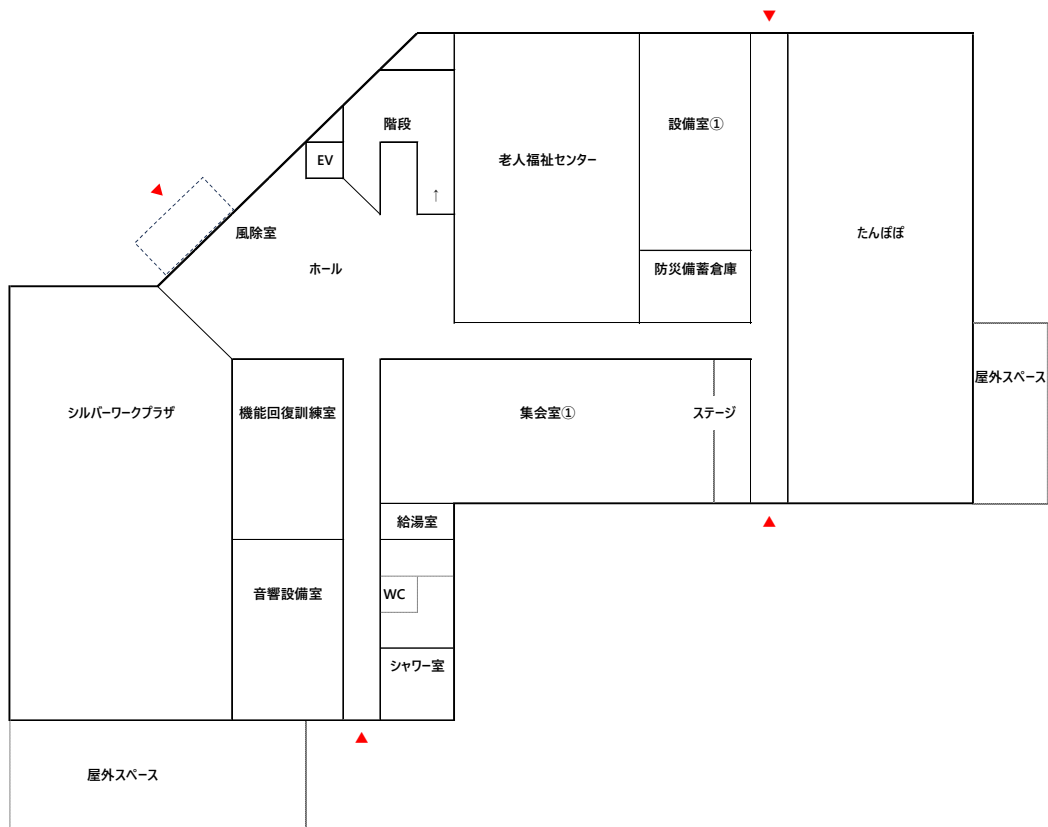 階段
設備室①
EV
老人福祉センター
↑
風除室
たんぽぽ
ホール
防災備蓄倉庫
屋外スペース
シルバーワークプラザ
機能回復訓練室
集会室①
ステージ
給湯室
音響設備室
WC
シャワー室
屋外スペース